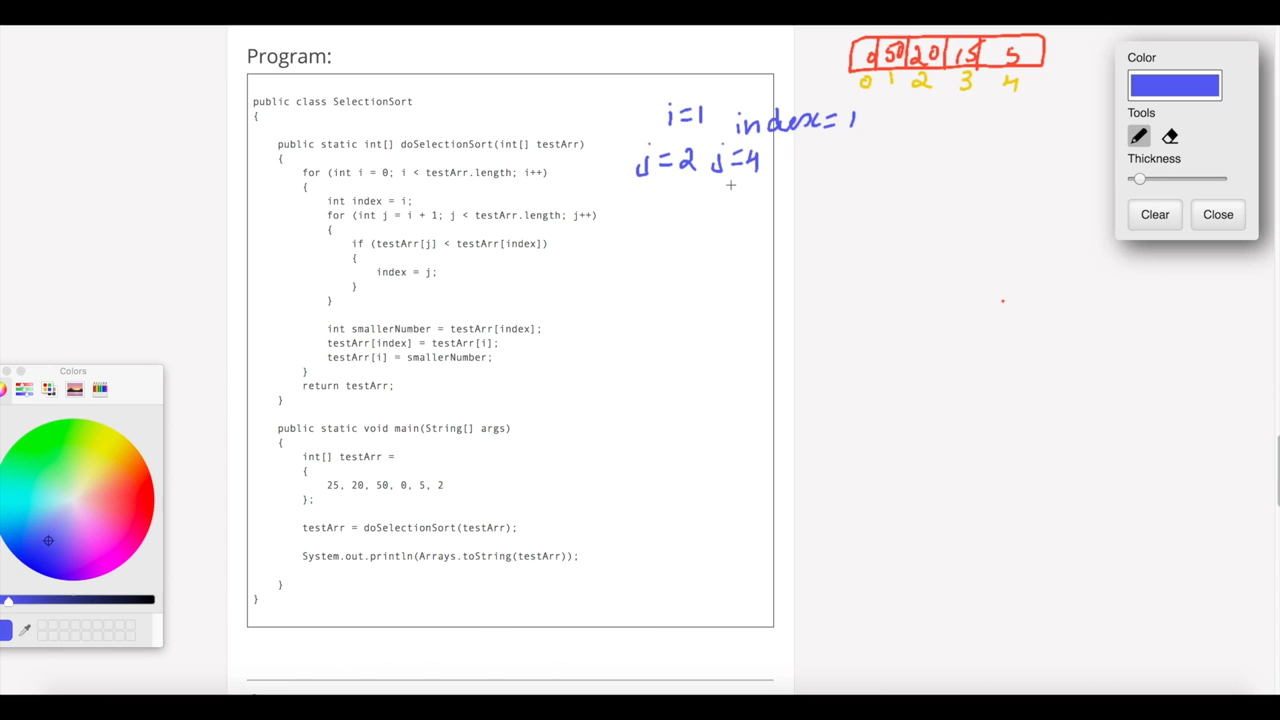 Program:
public class SelectionSort
{
public static int[] doSelectionSort(int[] testArr)
{
for (int i = 0; i < testArr.length; i++)
{
int index = i;
for (int j = i + 1; j < testArr.length; j++)
{
if (testArr[j] < testArr[index])
{
index = j;
}
}
int smallerNumber = testArr[index];
testArr[index] = testArr[i];
testArr[i] = smallerNumber;
}
return testArr;
}
public static void main(String[] args)
{
int[] testArr =
{
25, 20, 50, 0, 5, 2
};
testArr = doSelectionSort(testArr);
System.out.println(Arrays.toString(testArr));
}
}
i=1 index=1
j=2 j=4
0 50 20 15 5
0 1 2 3 4
Color
Tools
Thickness
Clear Close
Colors